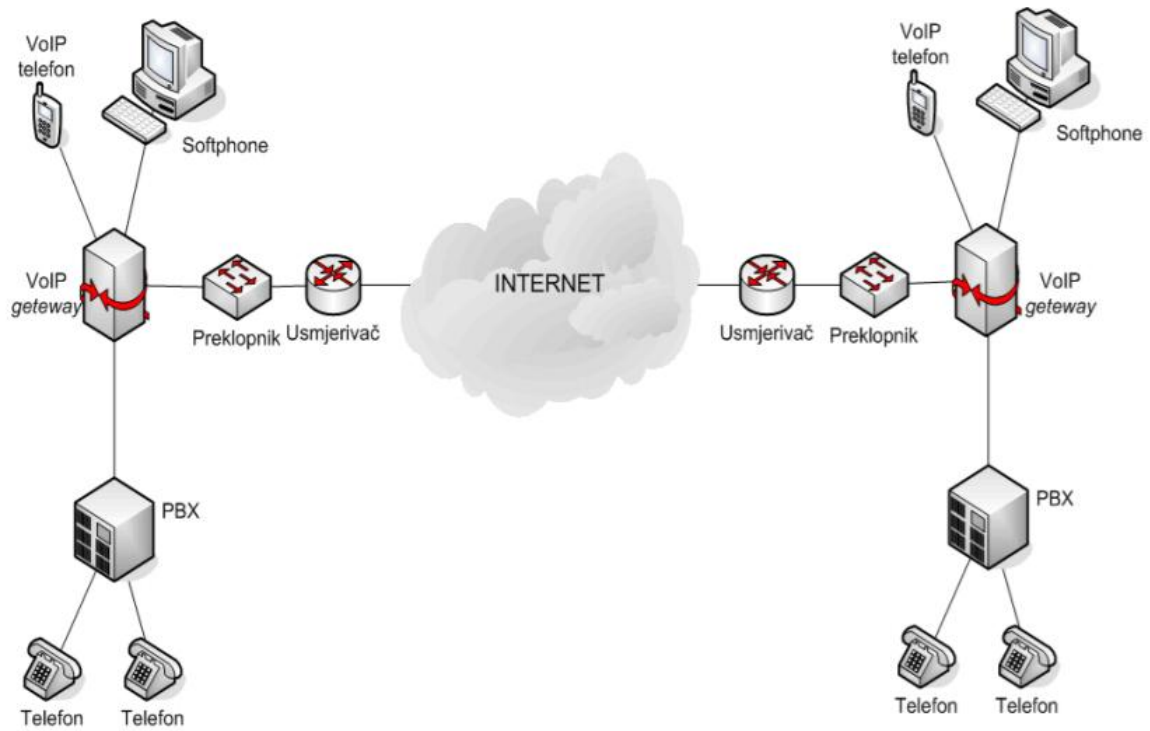 VoIP
telefon
Softphone
VoIP
geteway
Preklopnik
Usmjerivač
INTERNET
VoIP
telefon
Softphone
Usmjerivač
Preklopnik
VoIP
geteway
PBX
Telefon
Telefon
PBX
Telefon
Telefon